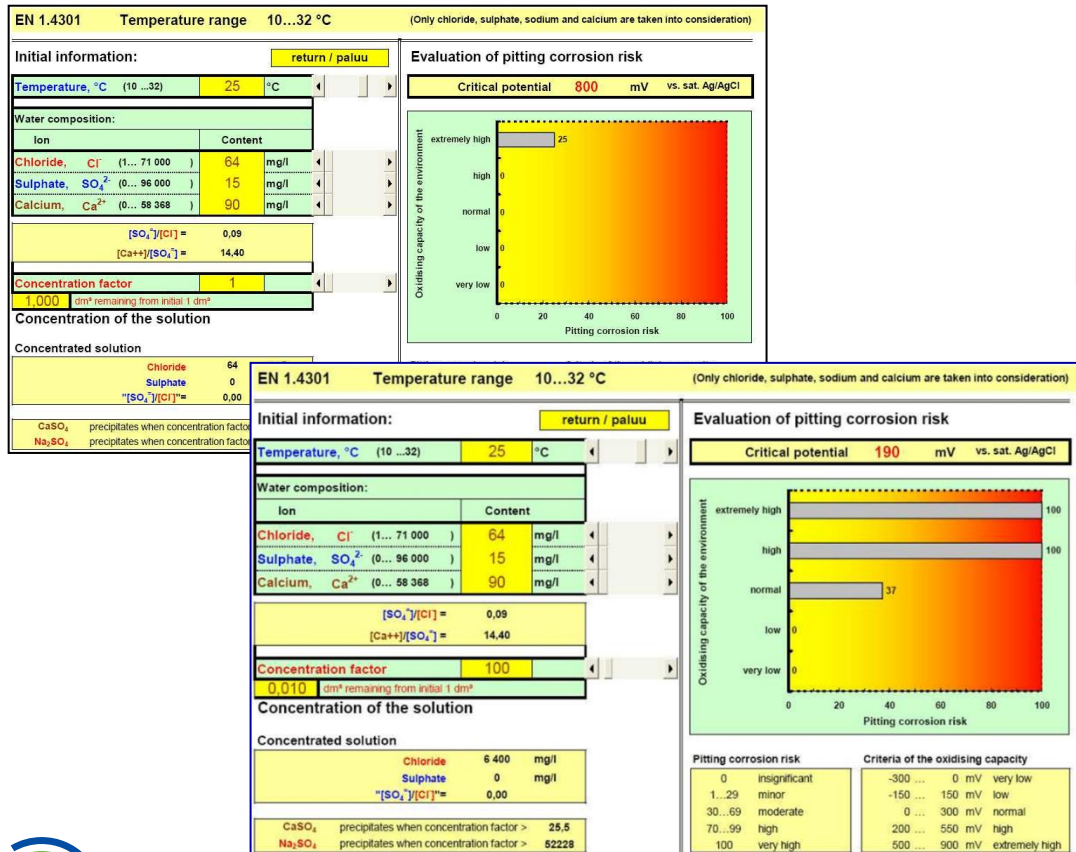 EN 1.4301 Temperature range 10...32 °C (Only chloride, sulphate, sodium and calcium are taken into consideration)
Initial information: return / paluu
Temperature, °C (10 ...32) 25 °C
Water composition:
Ion Content
Chloride, Cl⁻ (1... 71 000 ) 64 mg/l
Sulphate, SO₄²⁻ (0... 96 000 ) 15 mg/l
Calcium, Ca²⁺ (0... 58 368 ) 90 mg/l
[SO₄⁼]/[Cl⁻] = 0,09
[Ca++]/[SO₄⁼] = 14,40
Concentration factor 1
1,000 dm³ remaining from initial 1 dm³
Concentration of the solution
Concentrated solution
Chloride 64
Sulphate 0
"[SO₄⁼]/[Cl⁻]"= 0,00
CaSO₄ precipitates when concentration factor
Na₂SO₄ precipitates when concentration factor
Evaluation of pitting corrosion risk
Critical potential 800 mV vs. sat. Ag/AgCl
Oxidising capacity of the environment
extremely high 25
high 0
normal 0
low 0
very low 0
0 20 40 60 80 100
Pitting corrosion risk
EN 1.4301 Temperature range 10...32 °C (Only chloride, sulphate, sodium and calcium are taken into consideration)
Initial information: return / paluu
Temperature, °C (10 ...32) 25 °C
Water composition:
Ion Content
Chloride, Cl⁻ (1... 71 000 ) 64 mg/l
Sulphate, SO₄²⁻ (0... 96 000 ) 15 mg/l
Calcium, Ca²⁺ (0... 58 368 ) 90 mg/l
[SO₄⁼]/[Cl⁻] = 0,09
[Ca++]/[SO₄⁼] = 14,40
Concentration factor 100
0,010 dm³ remaining from initial 1 dm³
Concentration of the solution
Concentrated solution
Chloride 6 400 mg/l
Sulphate 0 mg/l
"[SO₄⁼]/[Cl⁻]"= 0,00
CaSO₄ precipitates when concentration factor > 25,5
Na₂SO₄ precipitates when concentration factor > 52228
Evaluation of pitting corrosion risk
Critical potential 190 mV vs. sat. Ag/AgCl
Oxidising capacity of the environment
extremely high 100
high 100
normal 37
low 0
very low 0
0 20 40 60 80 100
Pitting corrosion risk
Pitting corrosion risk
0 insignificant
1...29 minor
30...69 moderate
70...99 high
100 very high
Criteria of the oxidising capacity
-300 ... 0 mV very low
-150 ... 150 mV low
0 ... 300 mV normal
200 ... 550 mV high
500 ... 900 mV extremely high